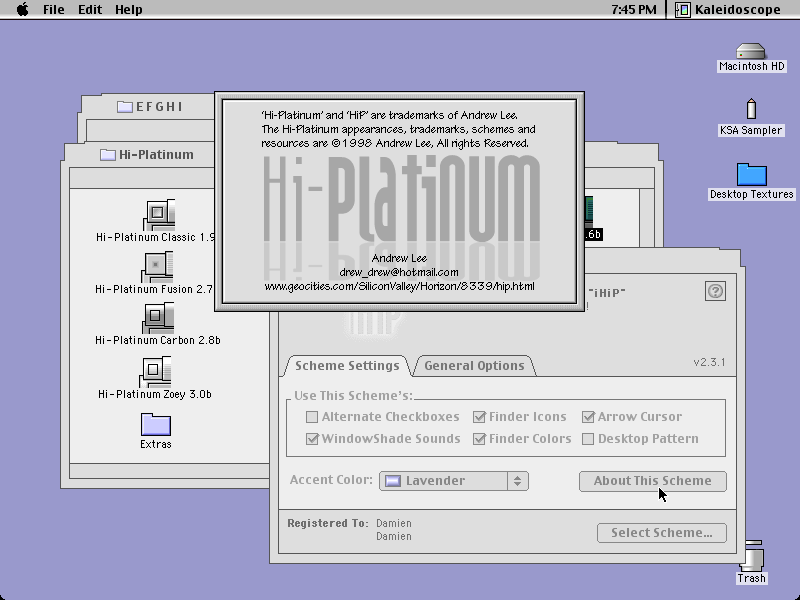 File Edit Help
7:45 PM
Kaleidoscope
Macintosh HD
KSA Sampler
Desktop Textures
E F G H I
Hi-Platinum
Hi-Platinum Classic 1.9
Hi-Platinum Fusion 2.7
Hi-Platinum Carbon 2.8b
Hi-Platinum Zoey 3.0b
Extras
.6b
'Hi-Platinum' and 'HiP' are trademarks of Andrew Lee.
The Hi-Platinum appearances, trademarks, schemes and
resources are ©1998 Andrew Lee, All rights Reserved.
Hi-Platinum
Andrew Lee
drew_drew@hotmail.com
www.geocities.com/SiliconValley/Horizon/8339/hip.html
"iHiP"
v2.3.1
Scheme Settings
General Options
Use This Scheme's:
Alternate Checkboxes
Finder Icons
Arrow Cursor
WindowShade Sounds
Finder Colors
Desktop Pattern
Accent Color:
Lavender
About This Scheme
Registered To: Damien
Damien
Select Scheme...
Trash